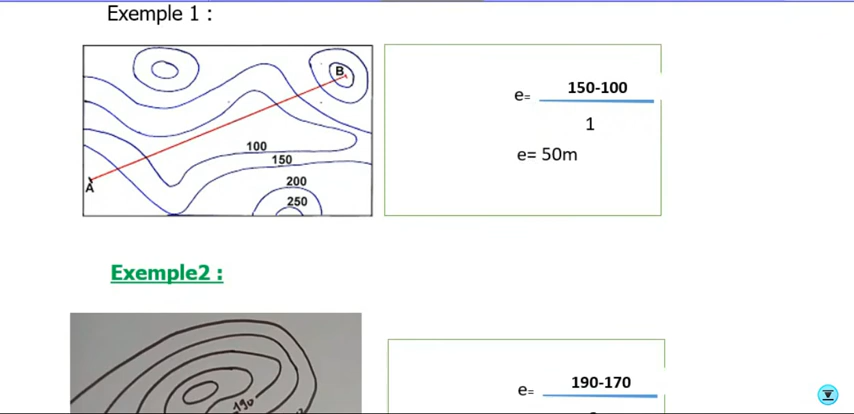 Exemple 1 :
B
A
100
150
200
250
e= 150-100
1
e= 50m
Exemple2 :
190
e= 190-170